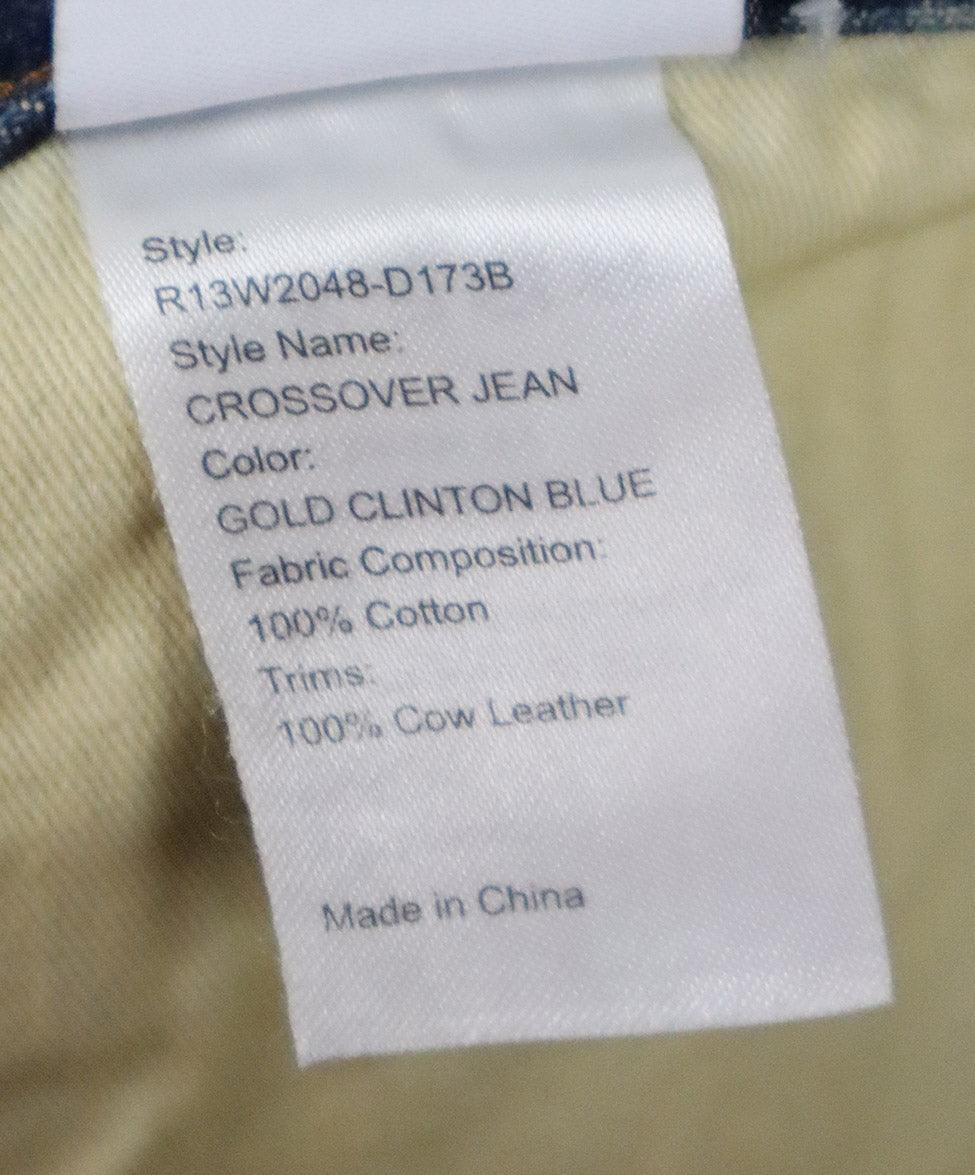 Style:
R13W2048-D173B
Style Name:
CROSSOVER JEAN
Color:
GOLD CLINTON BLUE
Fabric Composition:
100% Cotton
Trims:
100% Cow Leather
Made in China